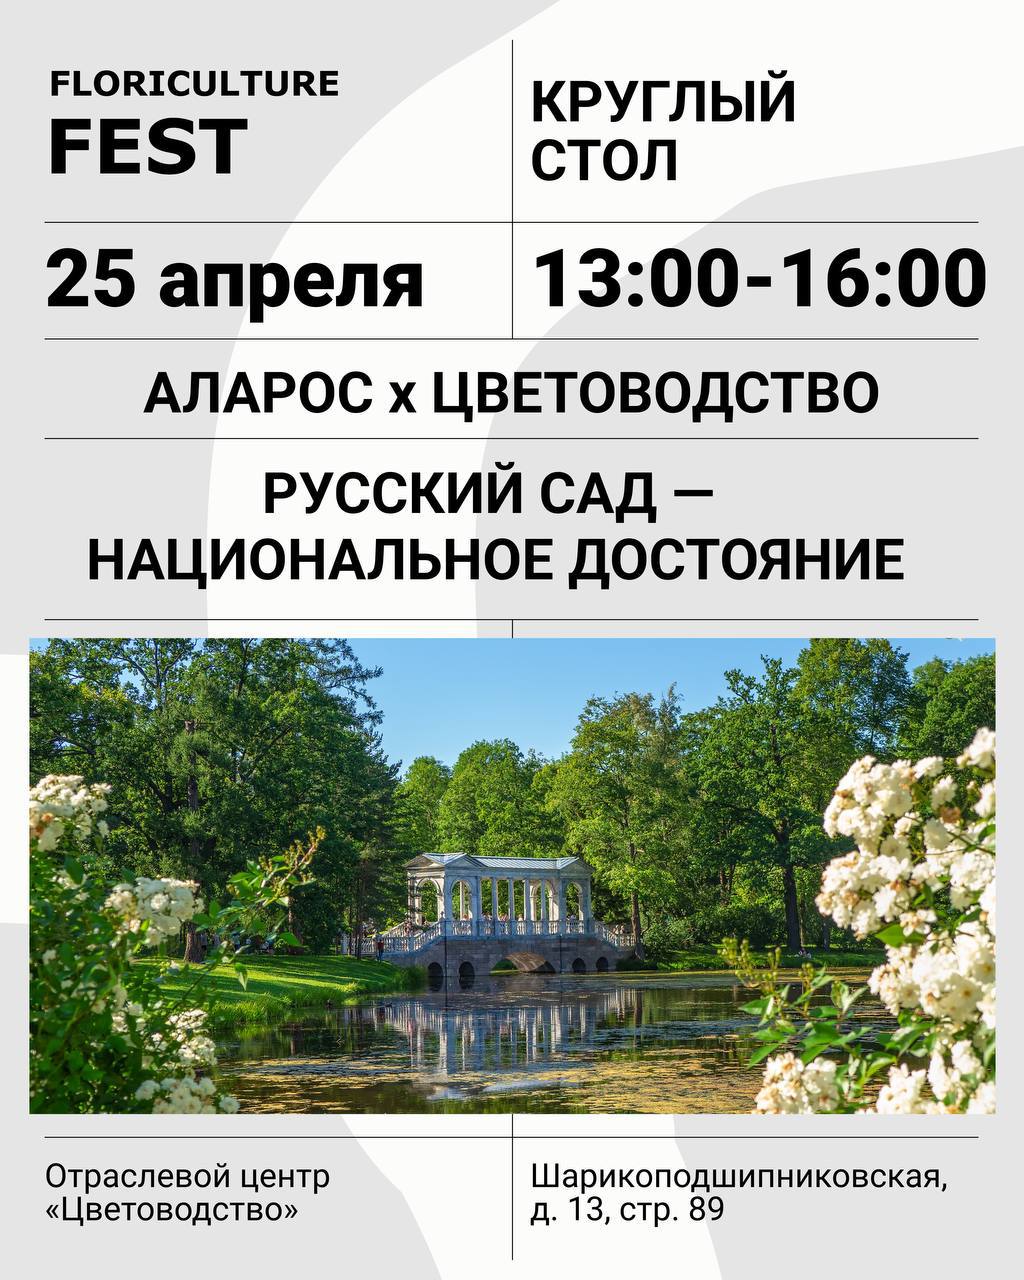 FLORICULTURE
FEST
КРУГЛЫЙ
СТОЛ
25 апреля
13:00-16:00
АЛАРОС х ЦВЕТОВОДСТВО
РУССКИЙ САД —
НАЦИОНАЛЬНОЕ ДОСТОЯНИЕ
Отраслевой центр
«Цветоводство»
Шарикоподшипниковская,
д. 13, стр. 89